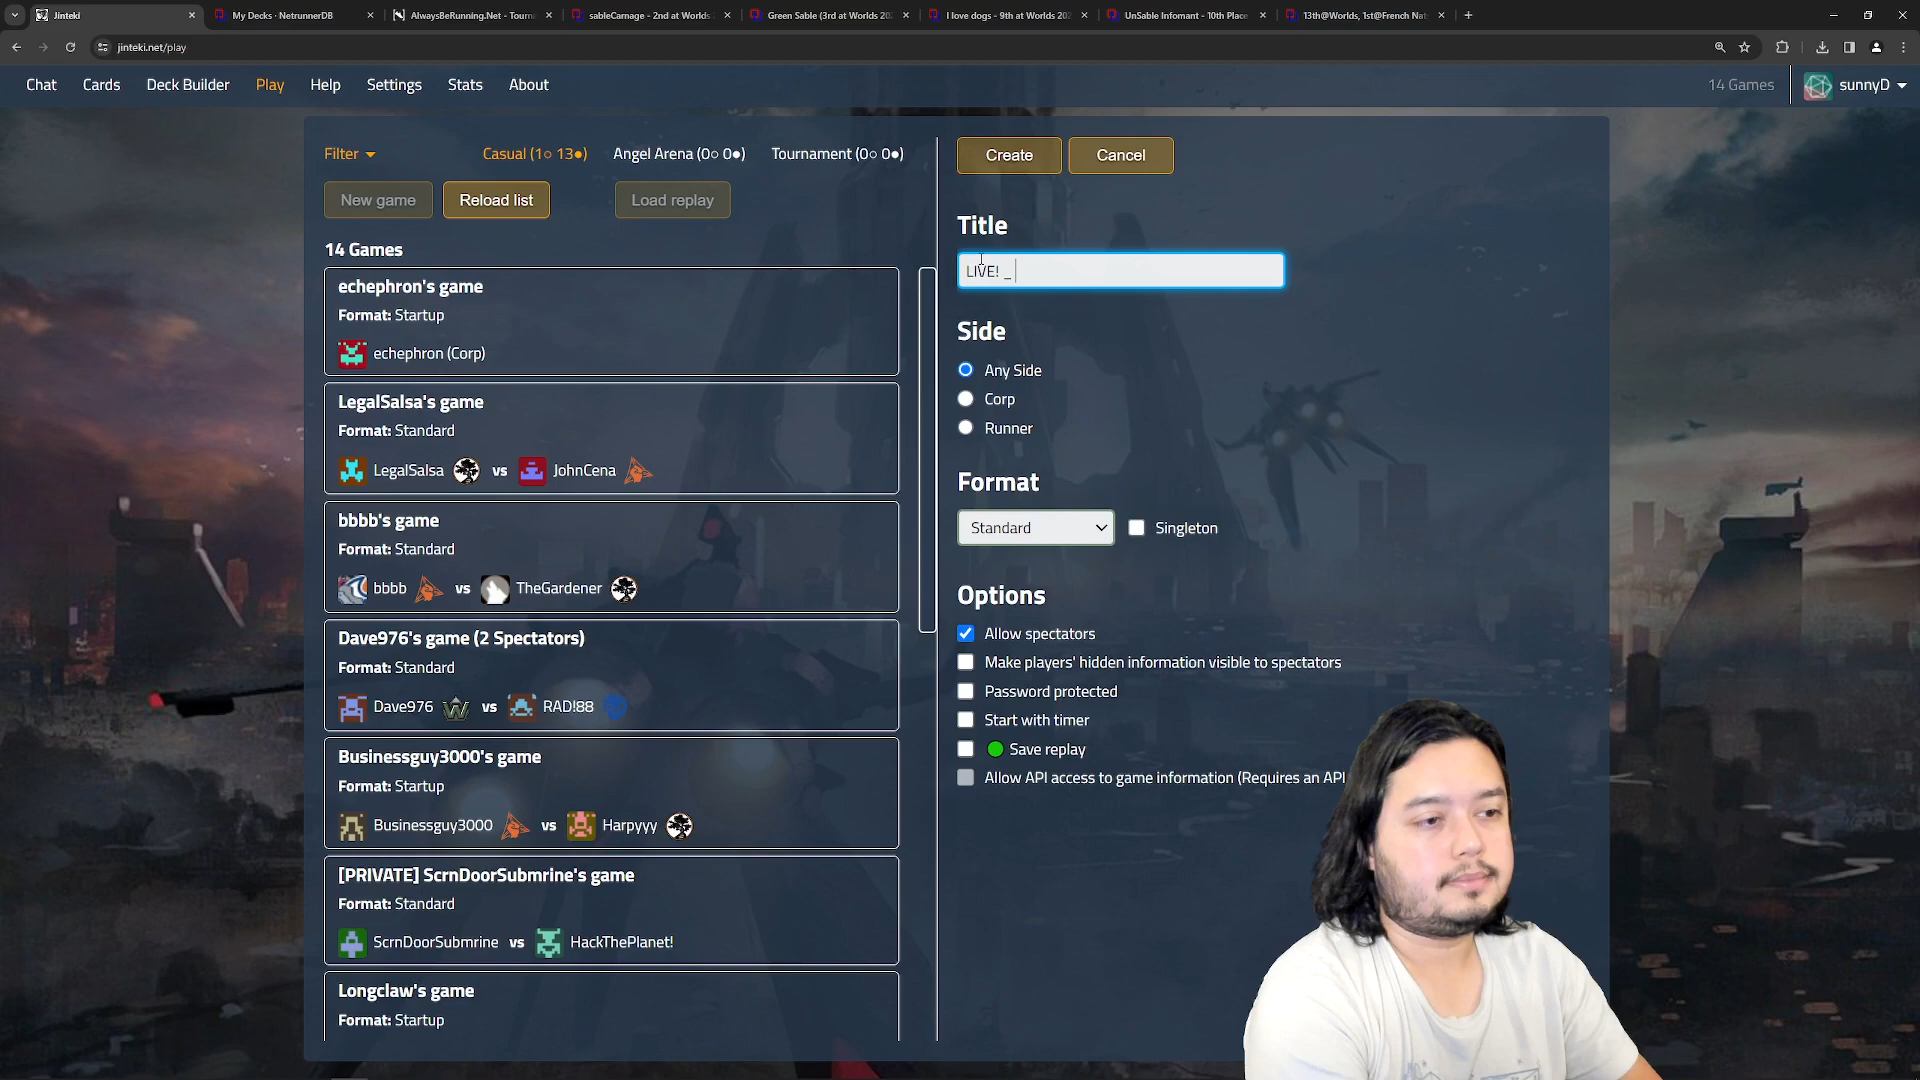 Jinteki
My Decks · NetrunnerDB
AlwaysBeRunning.Net - Tourna
sableCarnage - 2nd at Worlds
Green Sable (3rd at Worlds 20
I love dogs - 9th at Worlds 202
UnSable Infomant - 10th Place
13th@Worlds, 1st@French Nat
jinteki.net/play
Chat
Cards
Deck Builder
Play
Help
Settings
Stats
About
14 Games
sunnyD
Filter
Casual (1○ 13●)
Angel Arena (0○ 0●)
Tournament (0○ 0●)
New game
Reload list
Load replay
14 Games
echephron's game
Format: Startup
echephron (Corp)
LegalSalsa's game
Format: Standard
LegalSalsa vs JohnCena
bbbb's game
Format: Standard
bbbb vs TheGardener
Dave976's game (2 Spectators)
Format: Standard
Dave976 vs RAD!88
Businessguy3000's game
Format: Startup
Businessguy3000 vs Harpyyy
[PRIVATE] ScrnDoorSubmrine's game
Format: Standard
ScrnDoorSubmrine vs HackThePlanet!
Longclaw's game
Format: Startup
Create
Cancel
Title
LIVE! _
Side
Any Side
Corp
Runner
Format
Standard
Singleton
Options
Allow spectators
Make players' hidden information visible to spectators
Password protected
Start with timer
Save replay
Allow API access to game information (Requires an API